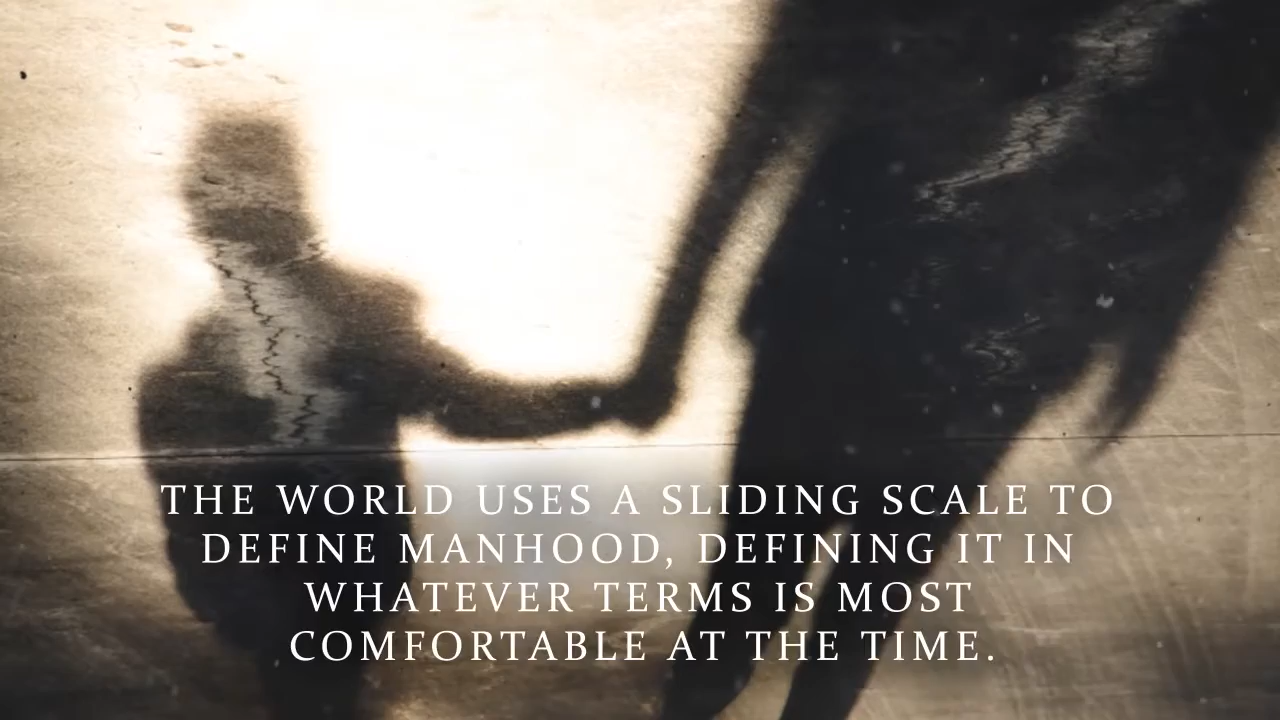 THE WORLD USES A SLIDING SCALE TO
DEFINE MANHOOD, DEFINING IT IN
WHATEVER TERMS IS MOST
COMFORTABLE AT THE TIME.